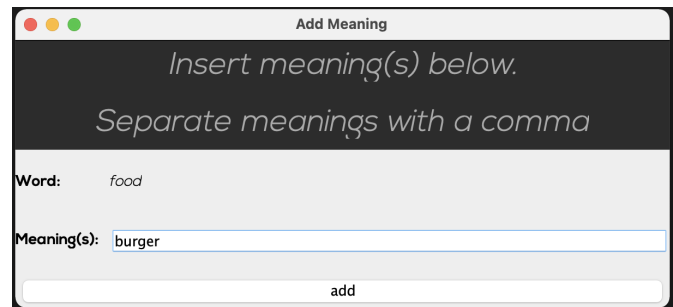 Add Meaning
Insert meaning(s) below.
Separate meanings with a comma
Word: food
Meaning(s): burger
add